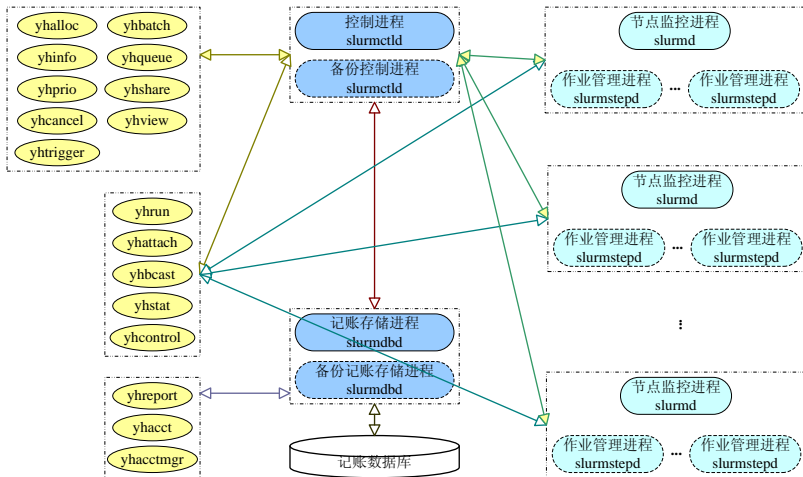 yhalloc
yhbatch
yhinfo
yhqueue
yhprio
yhshare
yhcancel
yhview
yhtrigger
yhrun
yhattach
yhbcast
yhstat
yhcontrol
yhreport
yhacct
yhacctmgr
控制进程
slurmctld
备份控制进程
slurmctld
记账存储进程
slurmdbd
备份记账存储进程
slurmdbd
记账数据库
节点监控进程
slurmd
作业管理进程
slurmstepd
...
作业管理进程
slurmstepd
节点监控进程
slurmd
作业管理进程
slurmstepd
...
作业管理进程
slurmstepd
...
节点监控进程
slurmd
作业管理进程
slurmstepd
...
作业管理进程
slurmstepd